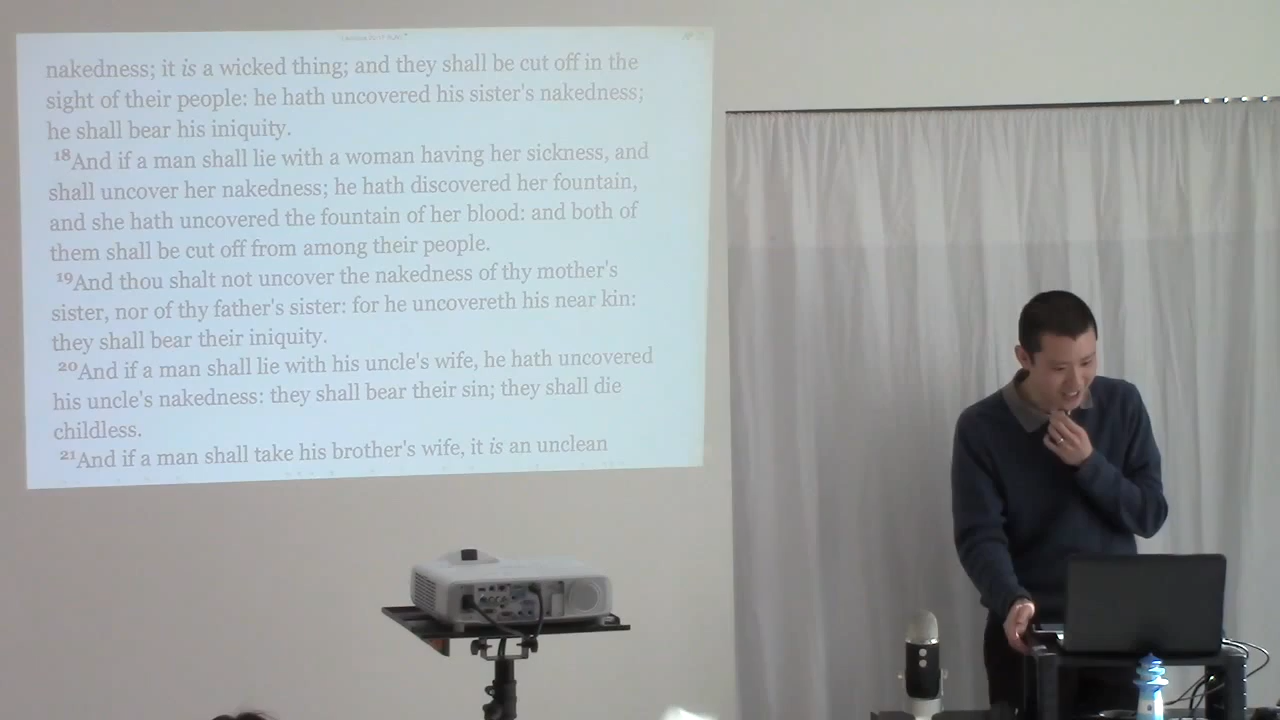 nakedness; it is a wicked thing; and they shall be cut off in the
sight of their people: he hath uncovered his sister's nakedness;
he shall bear his iniquity.
18And if a man shall lie with a woman having her sickness, and
shall uncover her nakedness; he hath discovered her fountain,
and she hath uncovered the fountain of her blood: and both of
them shall be cut off from among their people.
19And thou shalt not uncover the nakedness of thy mother's
sister, nor of thy father's sister: for he uncovereth his near kin:
they shall bear their iniquity.
20And if a man shall lie with his uncle's wife, he hath uncovered
his uncle's nakedness: they shall bear their sin; they shall die
childless.
21And if a man shall take his brother's wife, it is an unclean